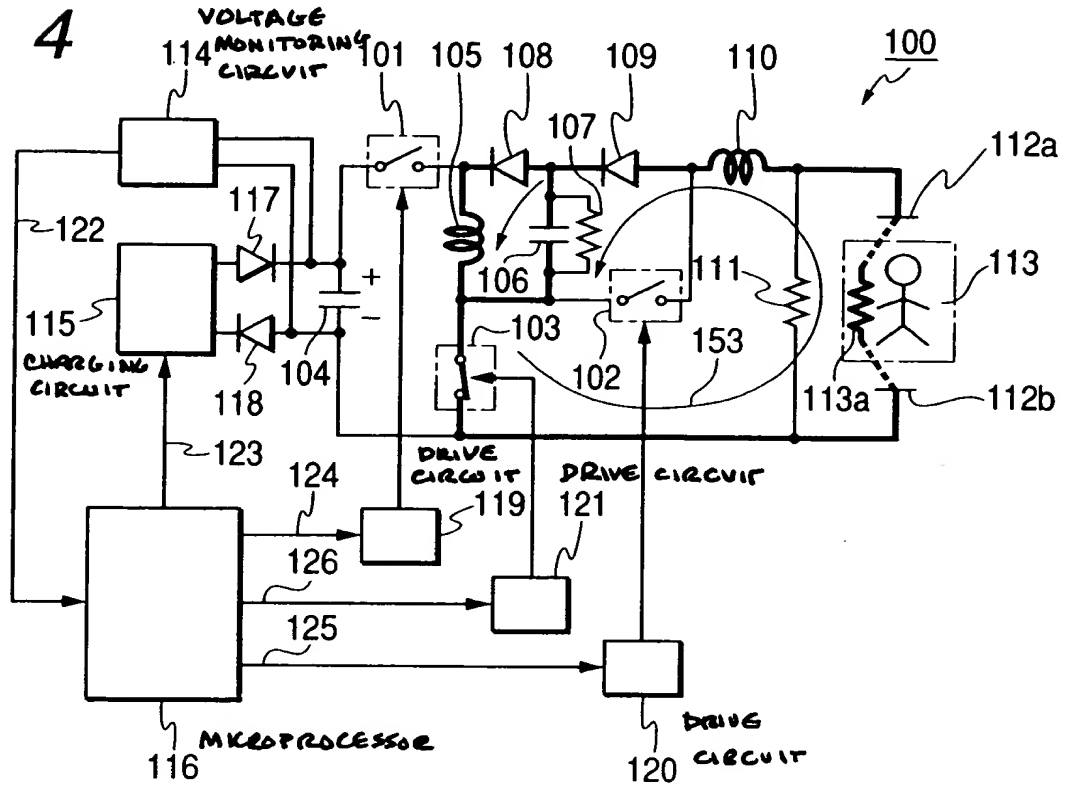 4
VOLTAGE
MONITORING
CIRCUIT
114
101
105
108
109
110
100
107
112a
122
117
106
111
113
115
CHARGING
CIRCUIT
+
−
104
103
102
153
113a
118
112b
123
DRIVE
CIRCUIT
DRIVE CIRCUIT
124
119
121
126
125
116
MICROPROCESSOR
120
DRIVE
CIRCUIT